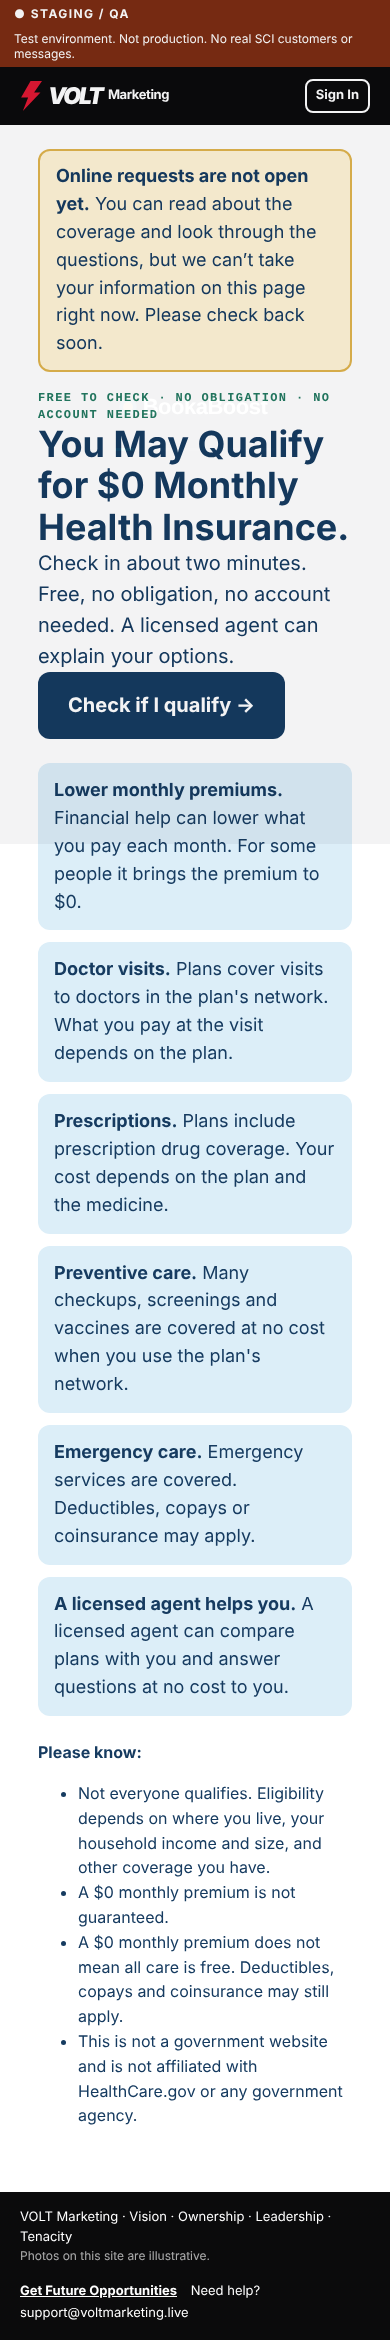 ● STAGING / QA
Test environment. Not production. No real SCI customers or
messages.
VOLT Marketing
Sign In
Online requests are not open
yet. You can read about the
coverage and look through the
questions, but we can’t take
your information on this page
right now. Please check back
soon.
FREE TO CHECK · NO OBLIGATION · NO
ACCOUNT NEEDED
BookaBoost
You May Qualify
for $0 Monthly
Health Insurance.
Check in about two minutes.
Free, no obligation, no account
needed. A licensed agent can
explain your options.
Check if I qualify →
Lower monthly premiums.
Financial help can lower what
you pay each month. For some
people it brings the premium to
$0.
Doctor visits. Plans cover visits
to doctors in the plan's network.
What you pay at the visit
depends on the plan.
Prescriptions. Plans include
prescription drug coverage. Your
cost depends on the plan and
the medicine.
Preventive care. Many
checkups, screenings and
vaccines are covered at no cost
when you use the plan's
network.
Emergency care. Emergency
services are covered.
Deductibles, copays or
coinsurance may apply.
A licensed agent helps you. A
licensed agent can compare
plans with you and answer
questions at no cost to you.
Please know:
• Not everyone qualifies. Eligibility
depends on where you live, your
household income and size, and
other coverage you have.
• A $0 monthly premium is not
guaranteed.
• A $0 monthly premium does not
mean all care is free. Deductibles,
copays and coinsurance may still
apply.
• This is not a government website
and is not affiliated with
HealthCare.gov or any government
agency.
VOLT Marketing · Vision · Ownership · Leadership ·
Tenacity
Photos on this site are illustrative.
Get Future Opportunities Need help?
support@voltmarketing.live